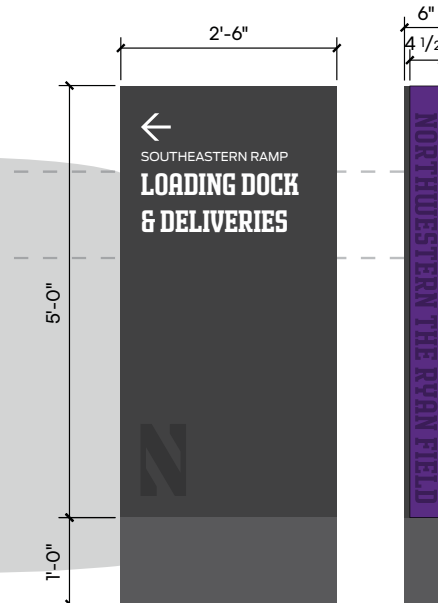 6"
2'-6"
4 1/2
SOUTHEASTERN RAMP
LOADING DOCK
& DELIVERIES
5'-0"
NORTHWESTERN THE RYAN FIELD
N
1'-0"